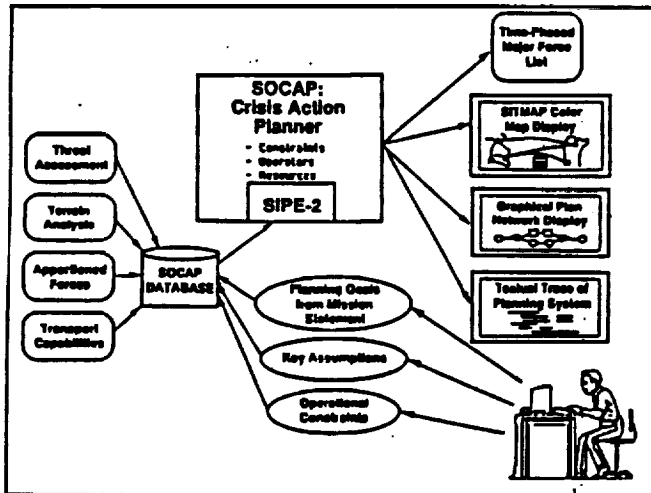 SOCAP:
Crisis Action
Planner
- Constraints
- Operators
- Resources
SIPE-2
Time-Phased
Major Force
List
SITMAP Color
Map Display
Graphical Plan
Network Display
Textual Trace of
Planning System
Threat
Assessment
Terrain
Analysis
Apportioned
Forces
Transport
Capabilities
SOCAP
DATABASE
Planning Goals
from Mission
Statement
Key Assumptions
Operational
Constraints